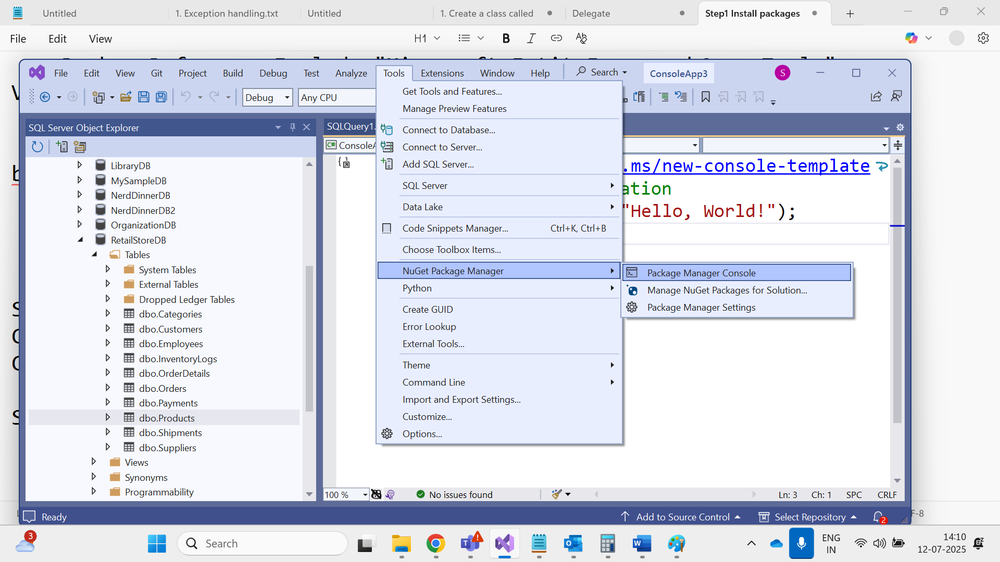 Untitled
1. Exception handling.txt
Untitled
1. Create a class called
Delegate
Step1 Install packages
File Edit View
H1
File Edit View Git Project Build Debug Test Analyze Tools Extensions Window Help Search ConsoleApp3 S
Debug Any CPU
SQL Server Object Explorer
LibraryDB
MySampleDB
NerdDinnerDB
NerdDinnerDB2
OrganizationDB
RetailStoreDB
Tables
System Tables
External Tables
Dropped Ledger Tables
dbo.Categories
dbo.Customers
dbo.Employees
dbo.InventoryLogs
dbo.OrderDetails
dbo.Orders
dbo.Payments
dbo.Products
dbo.Shipments
dbo.Suppliers
Views
Synonyms
Programmability
Get Tools and Features...
Manage Preview Features
Connect to Database...
Connect to Server...
Add SQL Server...
SQL Server
Data Lake
Code Snippets Manager... Ctrl+K, Ctrl+B
Choose Toolbox Items...
NuGet Package Manager
Python
Create GUID
Error Lookup
External Tools...
Theme
Command Line
Import and Export Settings...
Customize...
Options...
Package Manager Console
Manage NuGet Packages for Solution...
Package Manager Settings
SQLQuery1.
C# ConsoleA
.ms/new-console-template
ation
"Hello, World!");
100 % No issues found Ln: 3 Ch: 1 SPC CRLF
Ready Add to Source Control Select Repository 2
F-8
3
Search
ENG
IN
14:10
12-07-2025